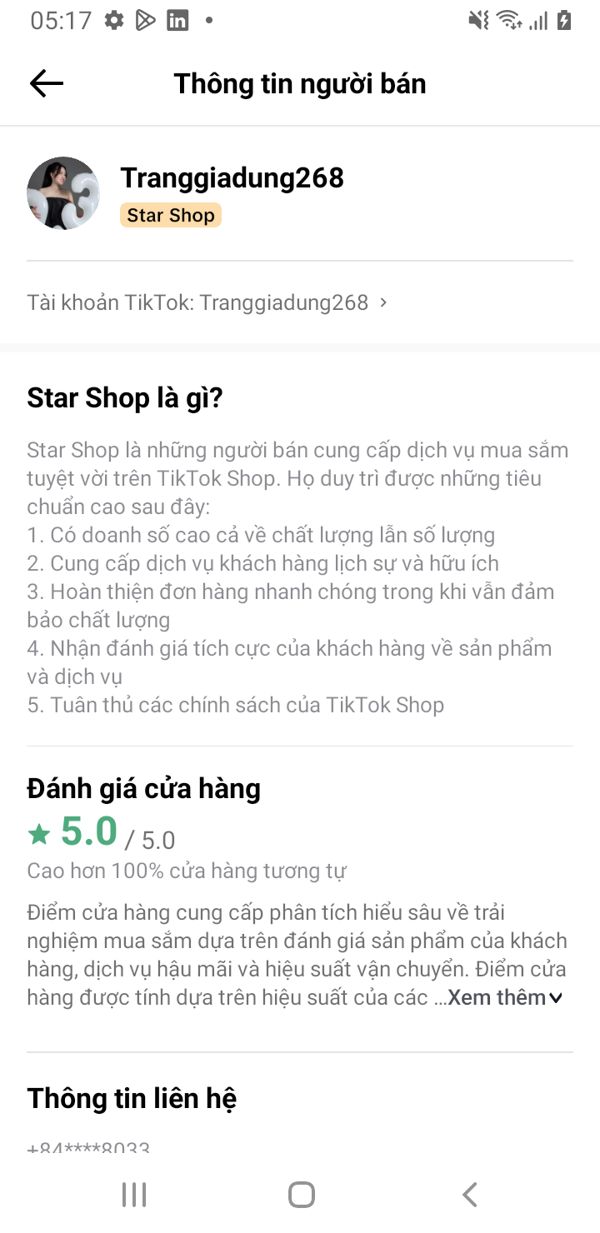 05:17
in
Thông tin người bán
3
Tranggiadung268
Star Shop
Tài khoản TikTok: Tranggiadung268 >
Star Shop là gì?
Star Shop là những người bán cung cấp dịch vụ mua sắm
tuyệt vời trên TikTok Shop. Họ duy trì được những tiêu
chuẩn cao sau đây:
1. Có doanh số cao cả về chất lượng lẫn số lượng
2. Cung cấp dịch vụ khách hàng lịch sự và hữu ích
3. Hoàn thiện đơn hàng nhanh chóng trong khi vẫn đảm
bảo chất lượng
4. Nhận đánh giá tích cực của khách hàng về sản phẩm
và dịch vụ
5. Tuân thủ các chính sách của TikTok Shop
Đánh giá cửa hàng
5.0 / 5.0
Cao hơn 100% cửa hàng tương tự
Điểm cửa hàng cung cấp phân tích hiểu sâu về trải
nghiệm mua sắm dựa trên đánh giá sản phẩm của khách
hàng, dịch vụ hậu mãi và hiệu suất vận chuyển. Điểm cửa
hàng được tính dựa trên hiệu suất của các ...Xem thêm
Thông tin liên hệ
+84****8033